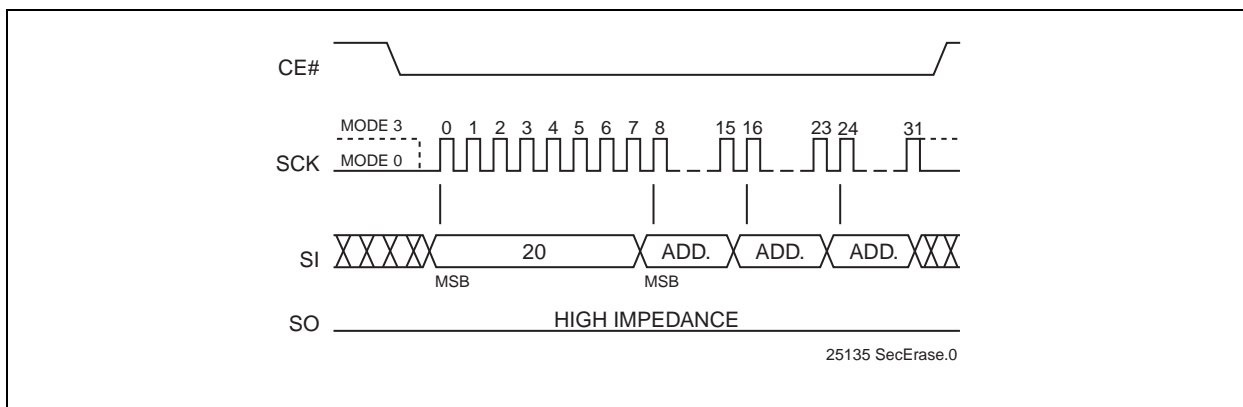 CE#
MODE 3
0 1 2 3 4 5 6 7 8 15 16 23 24 31
SCK MODE 0
SI 20 ADD. ADD. ADD.
MSB MSB
SO HIGH IMPEDANCE
25135 SecErase.0